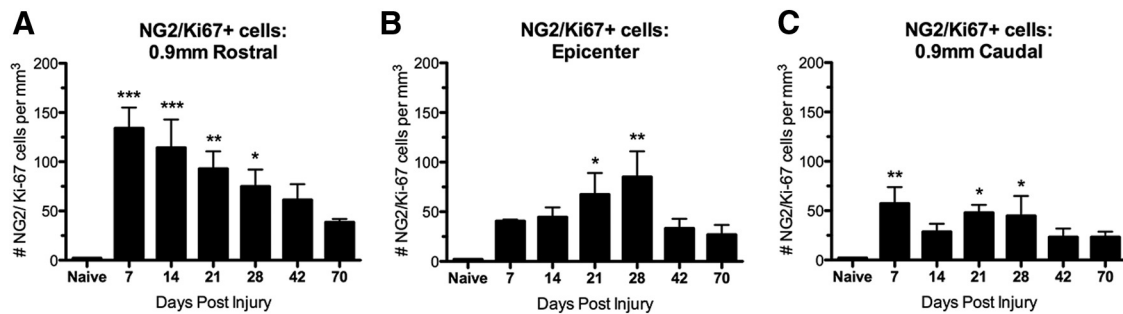 A
NG2/Ki67+ cells:
0.9mm Rostral
# NG2/ Ki-67 cells per mm³
200
150
100
50
0
***
***
**
*
Naive 7 14 21 28 42 70
Days Post Injury
B
NG2/Ki67+ cells:
Epicenter
# NG2/Ki-67 cells per mm³
200
150
100
50
0
*
**
Naive 7 14 21 28 42 70
Days Post Injury
C
NG2/Ki67+ cells:
0.9mm Caudal
# NG2/Ki-67 cells per mm³
200
150
100
50
0
**
*
*
Naive 7 14 21 28 42 70
Days Post Injury